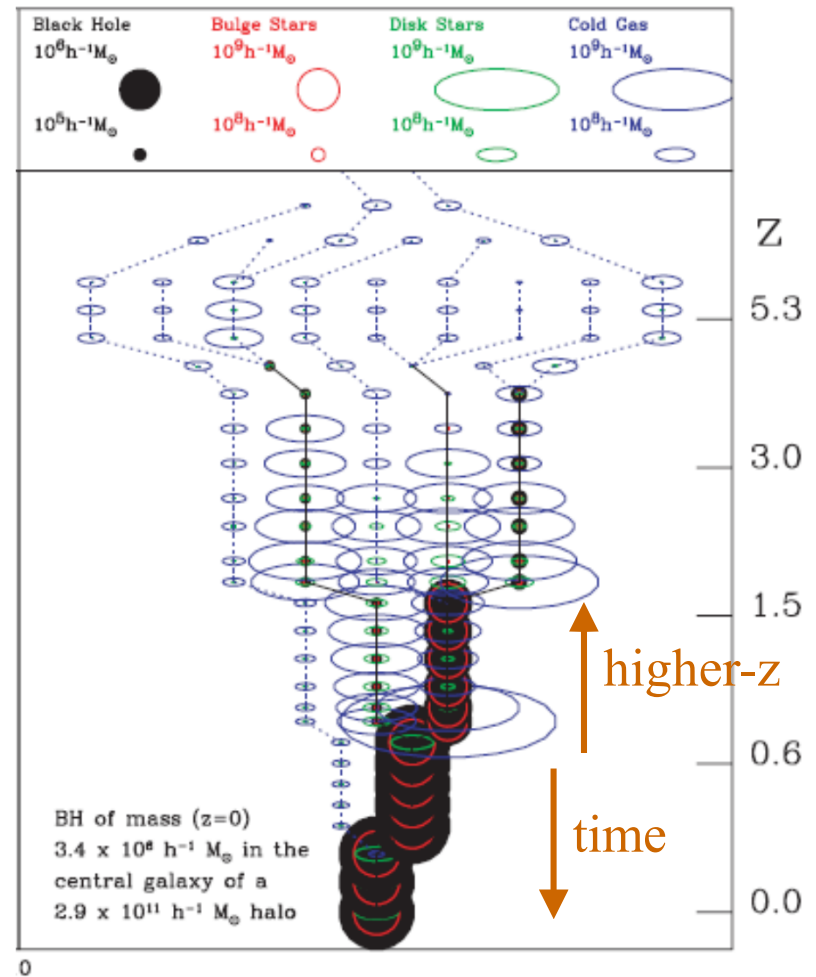 Black Hole Bulge Stars Disk Stars Cold Gas
10⁶h⁻¹M☉ 10⁹h⁻¹M☉ 10⁹h⁻¹M☉ 10⁹h⁻¹M☉
10⁵h⁻¹M☉ 10⁸h⁻¹M☉ 10⁸h⁻¹M☉ 10⁸h⁻¹M☉
Z
5.3
3.0
1.5
higher-z
0.6
time
BH of mass (z=0)
3.4 x 10⁶ h⁻¹ M☉ in the
central galaxy of a
2.9 x 10¹¹ h⁻¹ M☉ halo
0.0
0